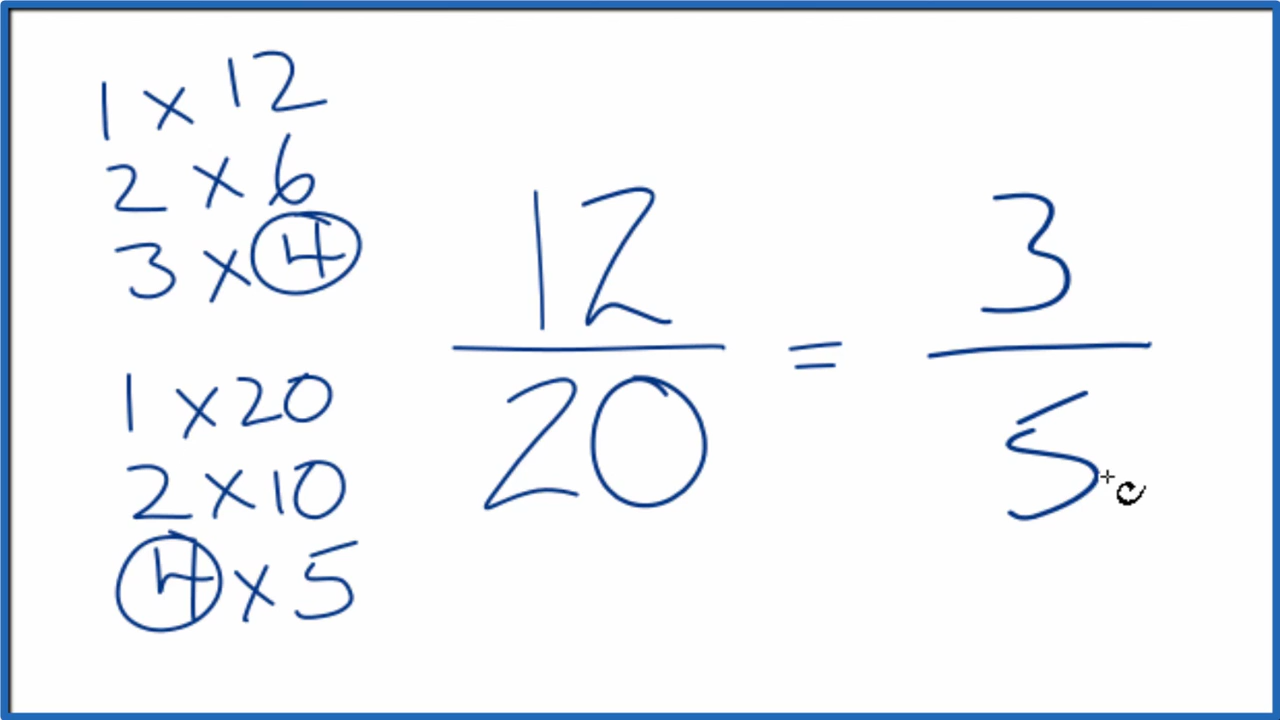 1 x 12
2 x 6
3 x 4
1 x 20
2 x 10
4 x 5
12/20 = 3/5